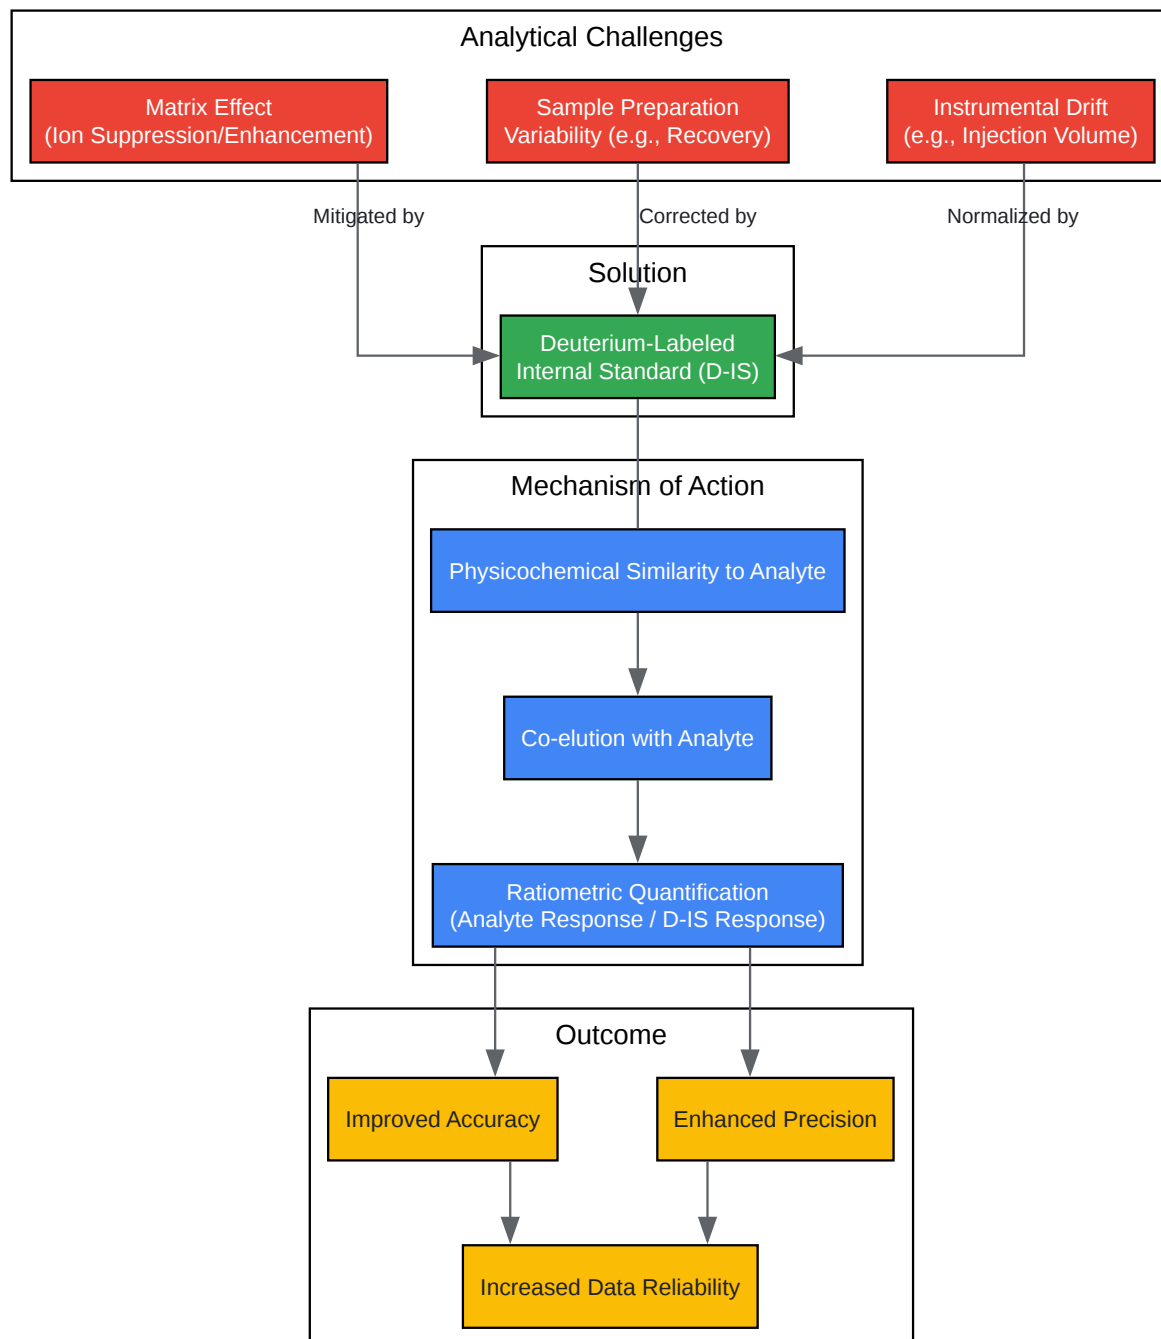 Analytical Challenges
Matrix Effect
(Ion Suppression/Enhancement)
Sample Preparation
Variability (e.g., Recovery)
Instrumental Drift
(e.g., Injection Volume)
Mitigated by
Corrected by
Normalized by
Solution
Deuterium-Labeled
Internal Standard (D-IS)
Mechanism of Action
Physicochemical Similarity to Analyte
Co-elution with Analyte
Ratiometric Quantification
(Analyte Response / D-IS Response)
Outcome
Improved Accuracy
Enhanced Precision
Increased Data Reliability